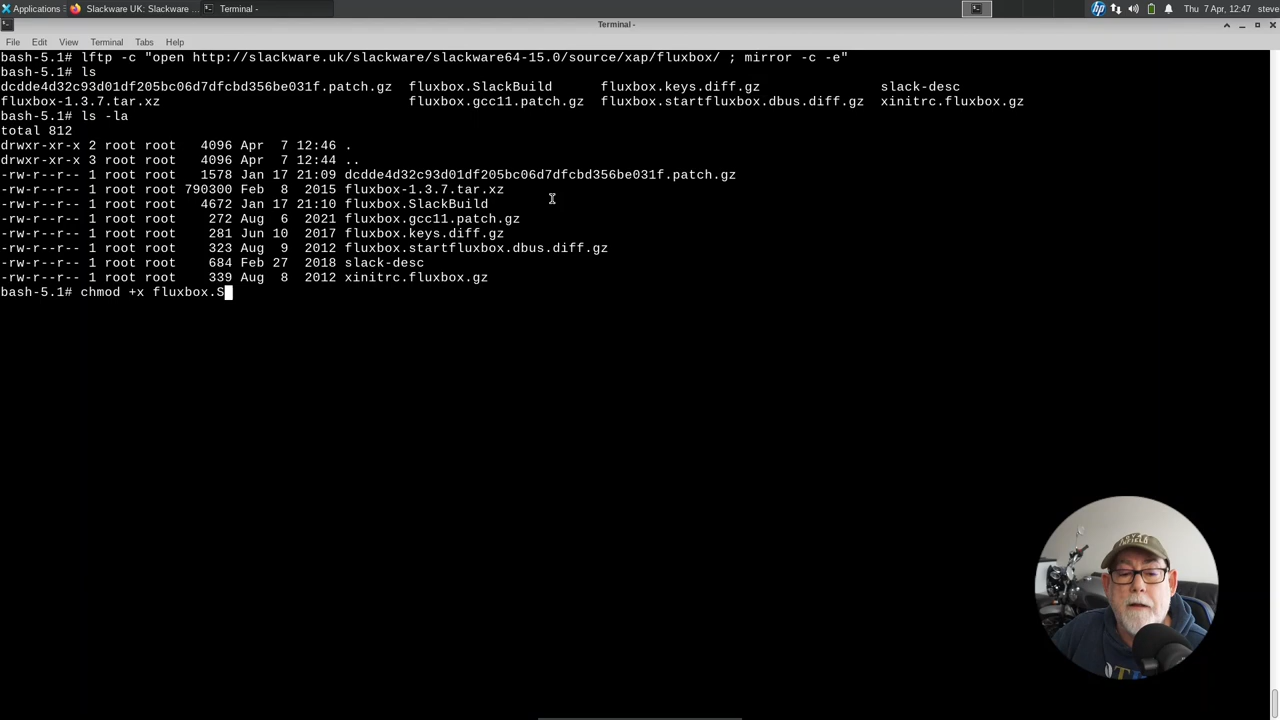 Applications
Slackware UK: Slackware ...
Terminal -
Thu 7 Apr, 12:47
steve
Terminal -
File Edit View Terminal Tabs Help
bash-5.1# lftp -c "open http://slackware.uk/slackware/slackware64-15.0/source/xap/fluxbox/ ; mirror -c -e"
bash-5.1# ls
dcdde4d32c93d01df205bc06d7dfcbd356be031f.patch.gz fluxbox.SlackBuild fluxbox.keys.diff.gz slack-desc
fluxbox-1.3.7.tar.xz fluxbox.gcc11.patch.gz fluxbox.startfluxbox.dbus.diff.gz xinitrc.fluxbox.gz
bash-5.1# ls -la
total 812
drwxr-xr-x 2 root root 4096 Apr 7 12:46 .
drwxr-xr-x 3 root root 4096 Apr 7 12:44 ..
-rw-r--r-- 1 root root 1578 Jan 17 21:09 dcdde4d32c93d01df205bc06d7dfcbd356be031f.patch.gz
-rw-r--r-- 1 root root 790300 Feb 8 2015 fluxbox-1.3.7.tar.xz
-rw-r--r-- 1 root root 4672 Jan 17 21:10 fluxbox.SlackBuild
-rw-r--r-- 1 root root 272 Aug 6 2021 fluxbox.gcc11.patch.gz
-rw-r--r-- 1 root root 281 Jun 10 2017 fluxbox.keys.diff.gz
-rw-r--r-- 1 root root 323 Aug 9 2012 fluxbox.startfluxbox.dbus.diff.gz
-rw-r--r-- 1 root root 684 Feb 27 2018 slack-desc
-rw-r--r-- 1 root root 339 Aug 8 2012 xinitrc.fluxbox.gz
bash-5.1# chmod +x fluxbox.S